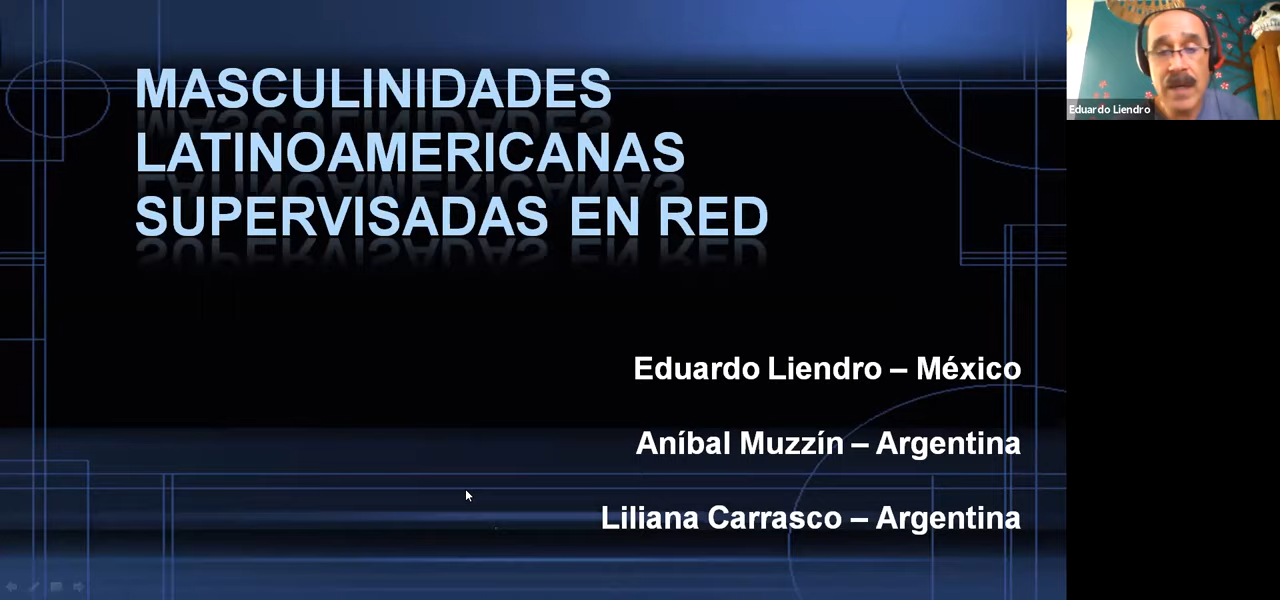 MASCULINIDADES
LATINOAMERICANAS
SUPERVISADAS EN RED
Eduardo Liendro – México
Aníbal Muzzín – Argentina
Liliana Carrasco – Argentina
Eduardo Liendro